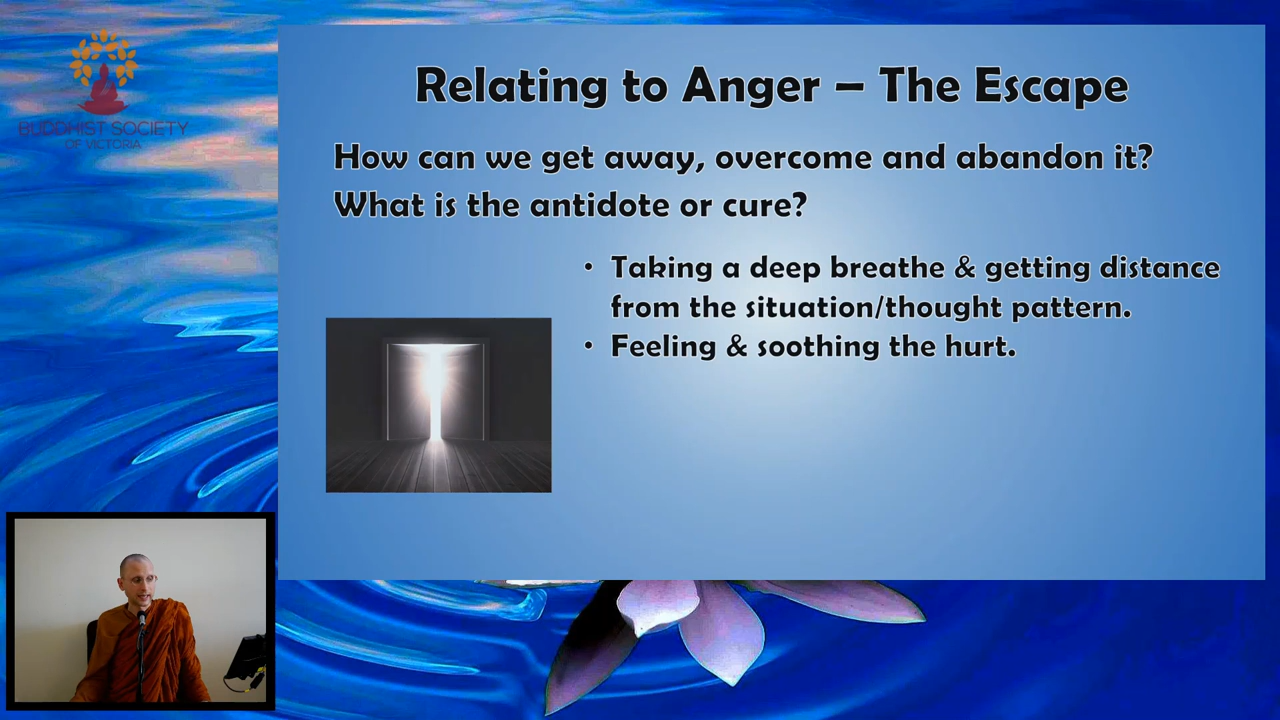 BUDDHIST SOCIETY
OF VICTORIA
Relating to Anger – The Escape
How can we get away, overcome and abandon it?
What is the antidote or cure?
• Taking a deep breathe & getting distance
from the situation/thought pattern.
• Feeling & soothing the hurt.